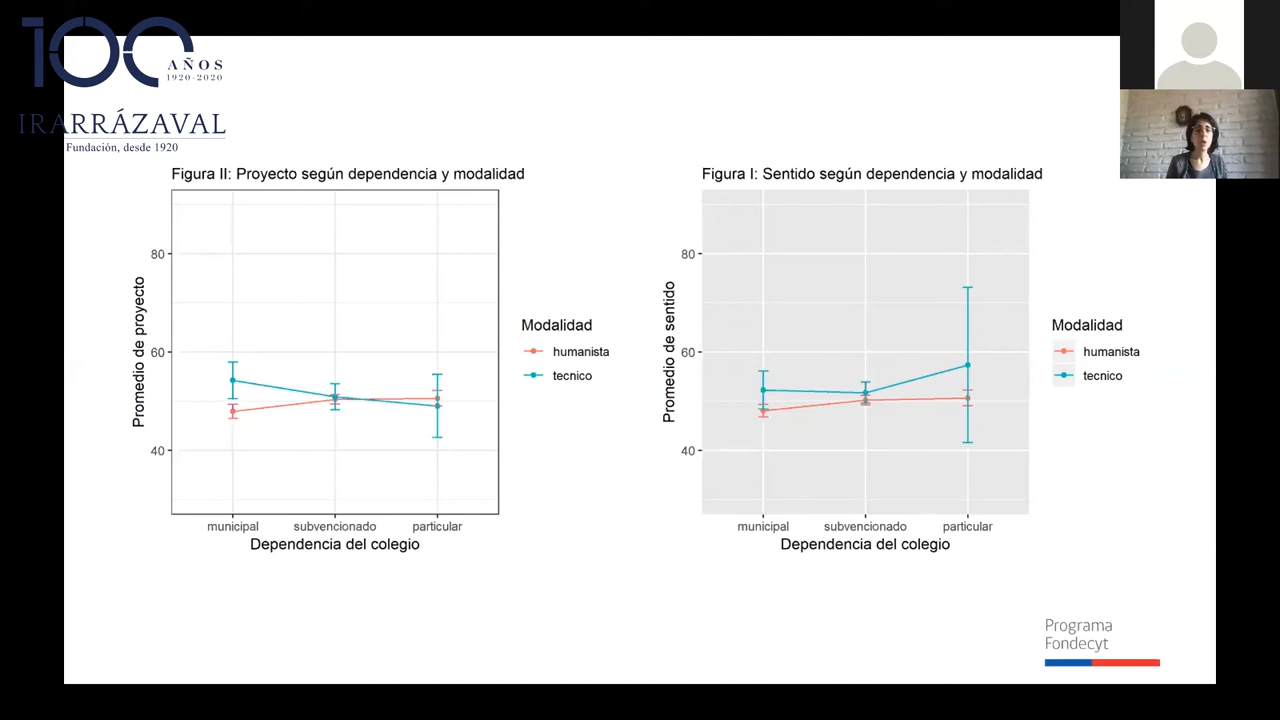 100
AÑOS
1920-2020
IRARRÁZAVAL
Fundación, desde 1920
Figura II: Proyecto según dependencia y modalidad
Promedio de proyecto
80
60
40
municipal subvencionado particular
Dependencia del colegio
Modalidad
humanista
tecnico
Figura I: Sentido según dependencia y modalidad
Promedio de sentido
80
60
40
municipal subvencionado particular
Dependencia del colegio
Modalidad
humanista
tecnico
Programa
Fondecyt